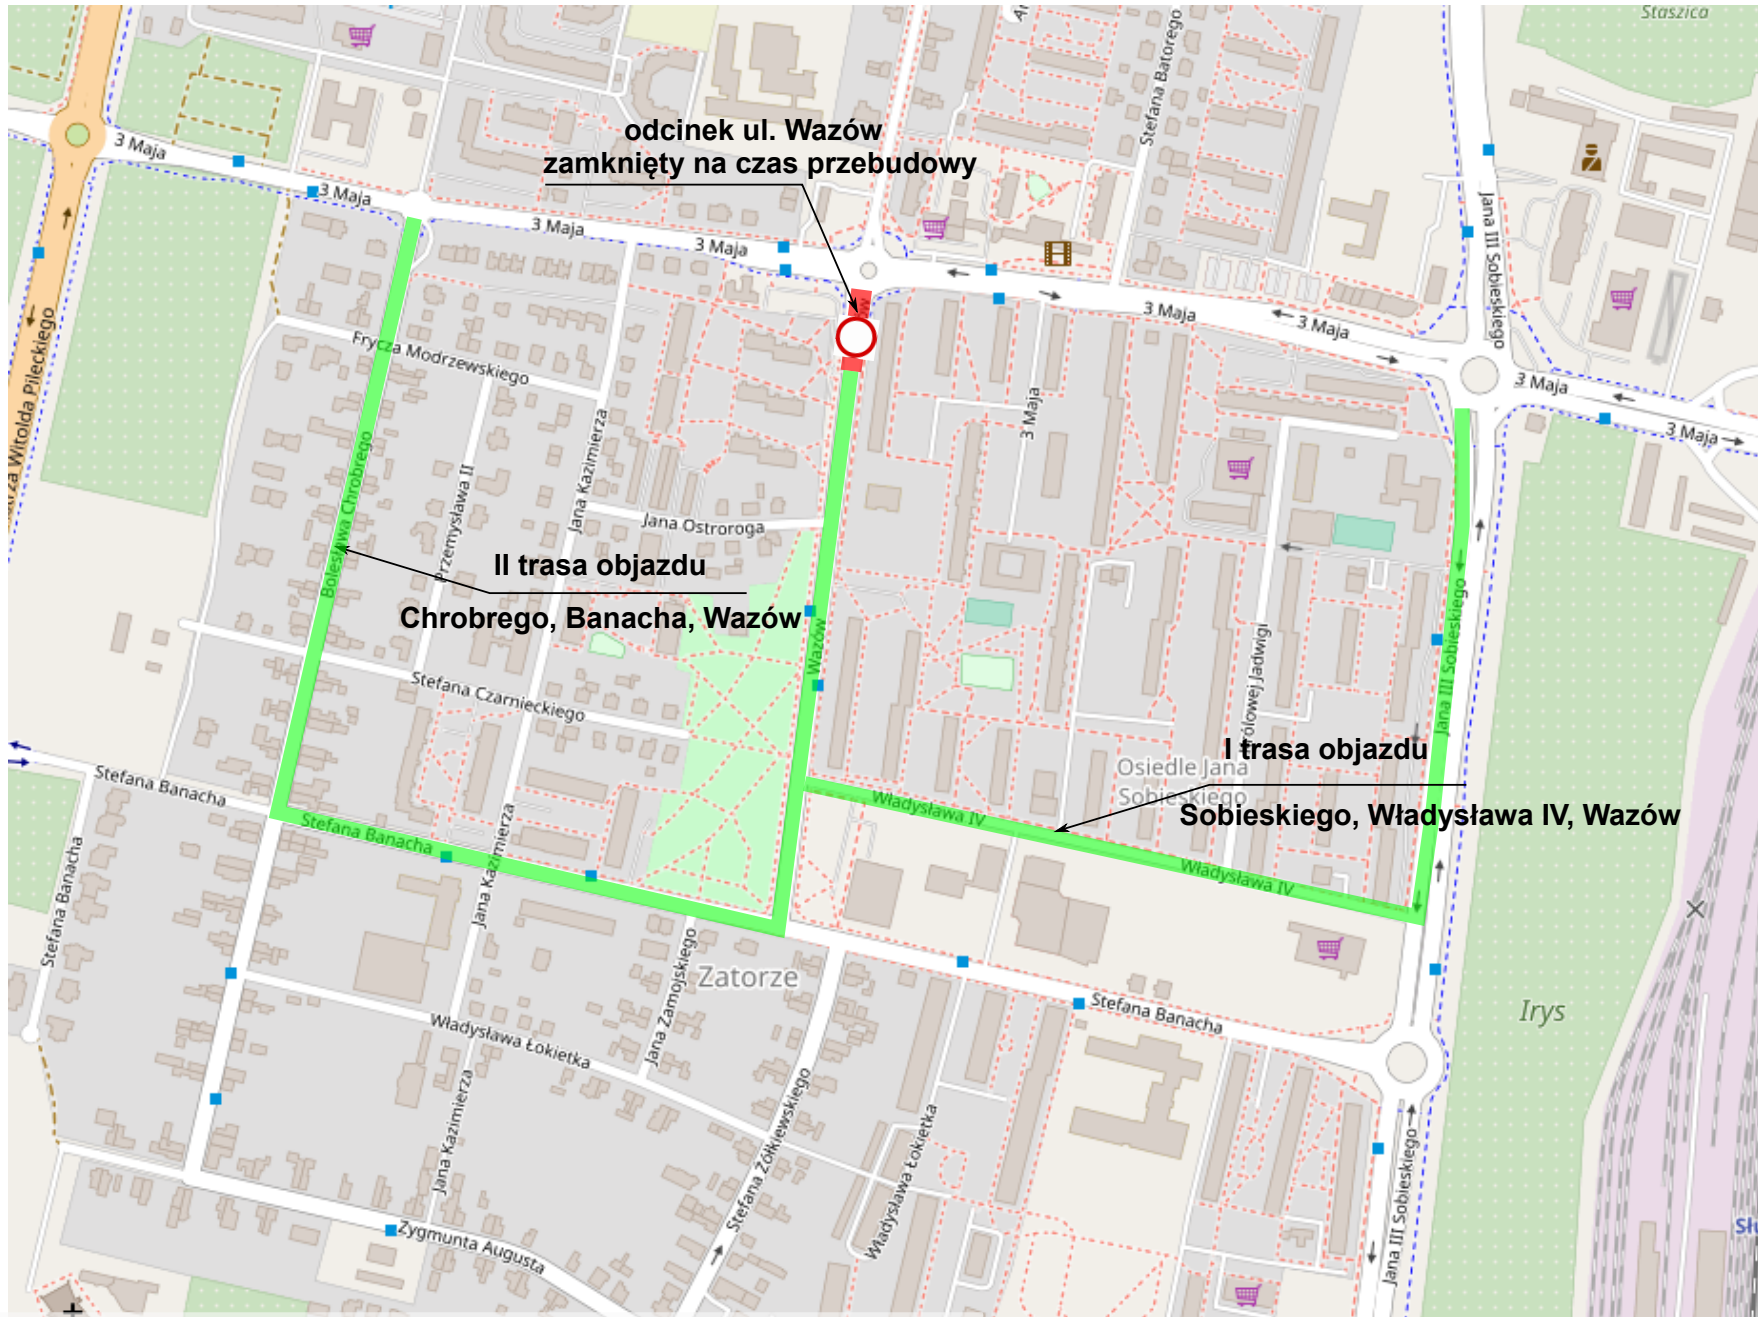 Staszica
Stefana Batorego
odcinek ul. Wazów
zamknięty na czas przebudowy
3 Maja
3 Maja
3 Maja
3 Maja
3 Maja
3 Maja
3 Maja
3 Maja
3 Maja
Jana III Sobieskiego
Witolda Pileckiego
Frycza Modrzewskiego
Bolesława Chrobrego
Przemysława II
Jana Kazimierza
Jana Ostroroga
II trasa objazdu
Chrobrego, Banacha, Wazów
Wazów
Stefana Czarnieckiego
Królowej Jadwigi
Jana III Sobieskiego
Osiedle Jana
Sobieskiego
I trasa objazdu
Sobieskiego, Władysława IV, Wazów
Władysława IV
Władysława IV
Stefana Banacha
Stefana Banacha
Stefana Banacha
Jana Kazimierza
Jana Zamojskiego
Zatorze
Stefana Banacha
Irys
Władysława Łokietka
Jana Kazimierza
Stefana Żółkiewskiego
Władysława Łokietka
Jana III Sobieskiego
Zygmunta Augusta